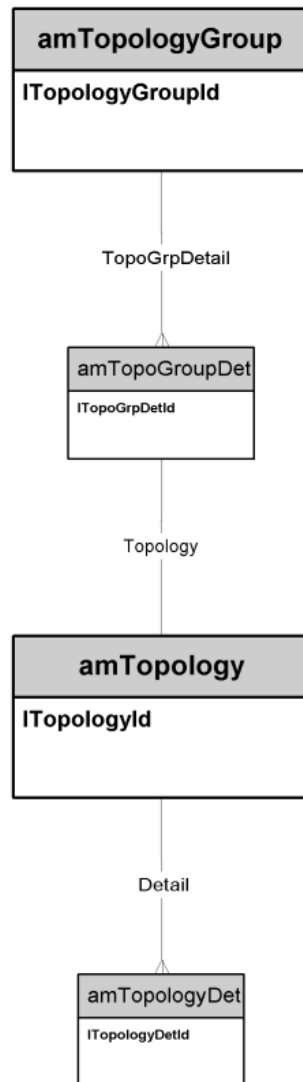 amTopologyGroup
lTopologyGroupId
TopoGrpDetail
amTopoGroupDet
lTopoGrpDetId
Topology
amTopology
lTopologyId
Detail
amTopologyDet
lTopologyDetId